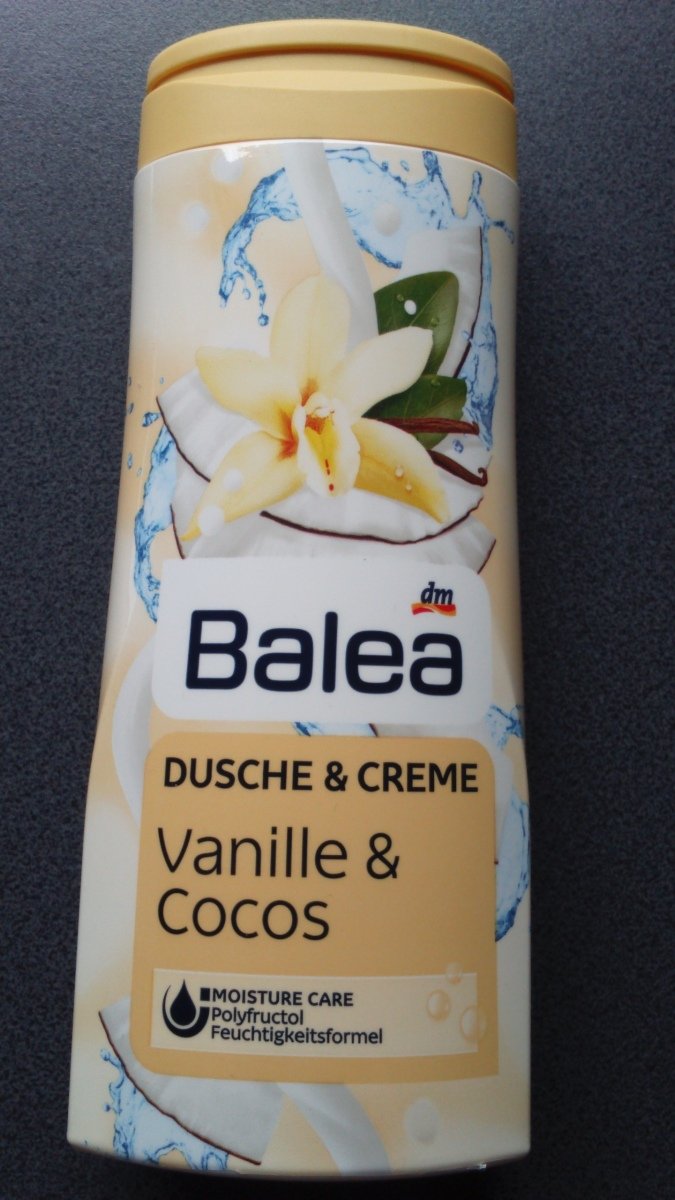 dm
Balea
DUSCHE & CREME
Vanille &
Cocos
MOISTURE CARE
Polyfructol
Feuchtigkeitsformel